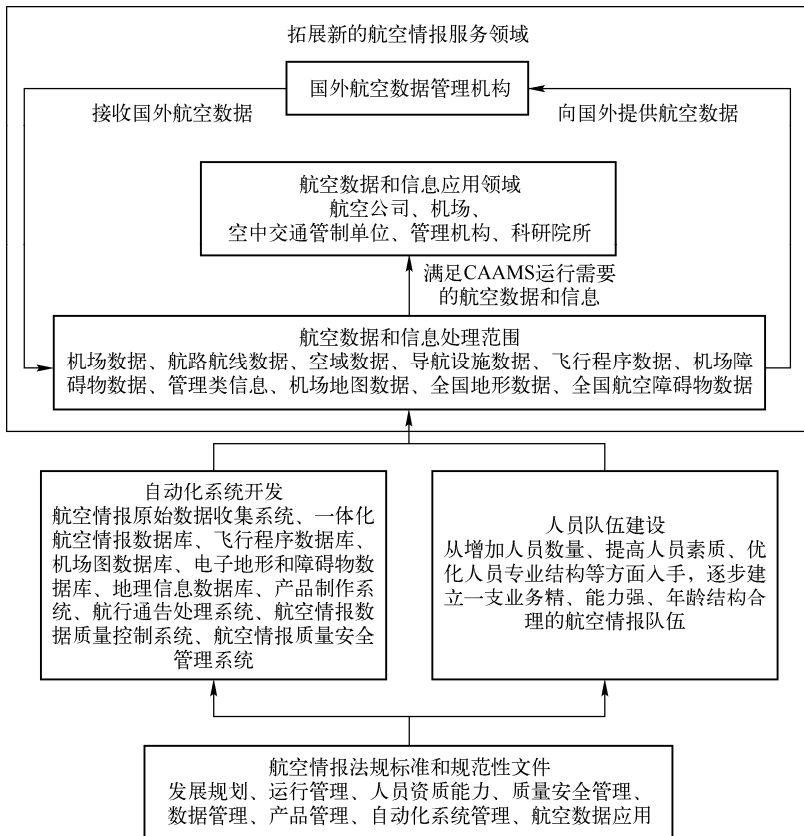 拓展新的航空情报服务领域
国外航空数据管理机构
接收国外航空数据
向国外提供航空数据
航空数据和信息应用领域
航空公司、机场、
空中交通管制单位、管理机构、科研院所
满足CAAMS运行需要
的航空数据和信息
航空数据和信息处理范围
机场数据、航路航线数据、空域数据、导航设施数据、飞行程序数据、机场障
碍物数据、管理类信息、机场地图数据、全国地形数据、全国航空障碍物数据
自动化系统开发
航空情报原始数据收集系统、一体化
航空情报数据库、飞行程序数据库、
机场图数据库、电子地形和障碍物数
据库、地理信息数据库、产品制作系
统、航行通告处理系统、航空情报数
据质量控制系统、航空情报质量安全
管理系统
人员队伍建设
从增加人员数量、提高人员素质、优
化人员专业结构等方面入手，逐步建
立一支业务精、能力强、年龄结构合
理的航空情报队伍
航空情报法规标准和规范性文件
发展规划、运行管理、人员资质能力、质量安全管理、
数据管理、产品管理、自动化系统管理、航空数据应用